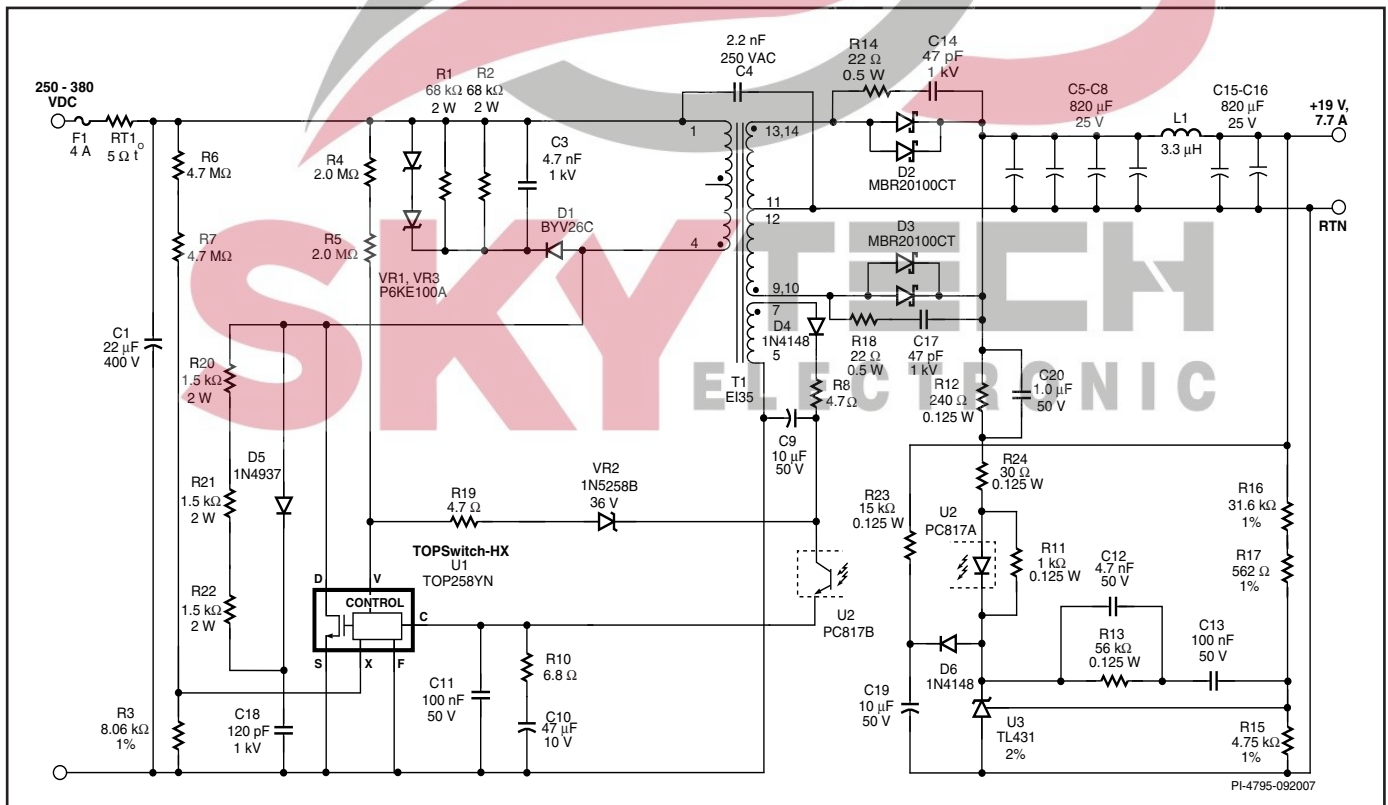 2.2 nF
250 VAC
C4
R14
22 Ω
0.5 W
C14
47 pF
1 kV
250 - 380
VDC
F1
4 A
RT1
5 Ω
t°
R1
68 kΩ
2 W
R2
68 kΩ
2 W
C5-C8
820 µF
25 V
C15-C16
820 µF
25 V
+19 V,
7.7 A
L1
3.3 µH
R6
4.7 MΩ
R4
2.0 MΩ
C3
4.7 nF
1 kV
1
13,14
D2
MBR20100CT
11
12
RTN
R7
4.7 MΩ
R5
2.0 MΩ
D1
BYV26C
4
D3
MBR20100CT
VR1, VR3
P6KE100A
9,10
7
D4
1N4148
5
C1
22 µF
400 V
R18
22 Ω
0.5 W
C17
47 pF
1 kV
R20
1.5 kΩ
2 W
T1
EI35
R8
4.7 Ω
R12
240 Ω
0.125 W
C20
1.0 µF
50 V
SKYTECH
ELECTRONIC
C9
10 µF
50 V
D5
1N4937
VR2
1N5258B
36 V
R24
30 Ω
0.125 W
R21
1.5 kΩ
2 W
R19
4.7 Ω
R23
15 kΩ
0.125 W
R16
31.6 kΩ
1%
U2
PC817A
TOPSwitch-HX
U1
TOP258YN
R11
1 kΩ
0.125 W
C12
4.7 nF
50 V
R17
562 Ω
1%
D
V
CONTROL
C
S
X
F
R22
1.5 kΩ
2 W
U2
PC817B
R13
56 kΩ
0.125 W
C13
100 nF
50 V
R10
6.8 Ω
D6
1N4148
R3
8.06 kΩ
1%
C18
120 pF
1 kV
C11
100 nF
50 V
C10
47 µF
10 V
C19
10 µF
50 V
U3
TL431
2%
R15
4.75 kΩ
1%
PI-4795-092007